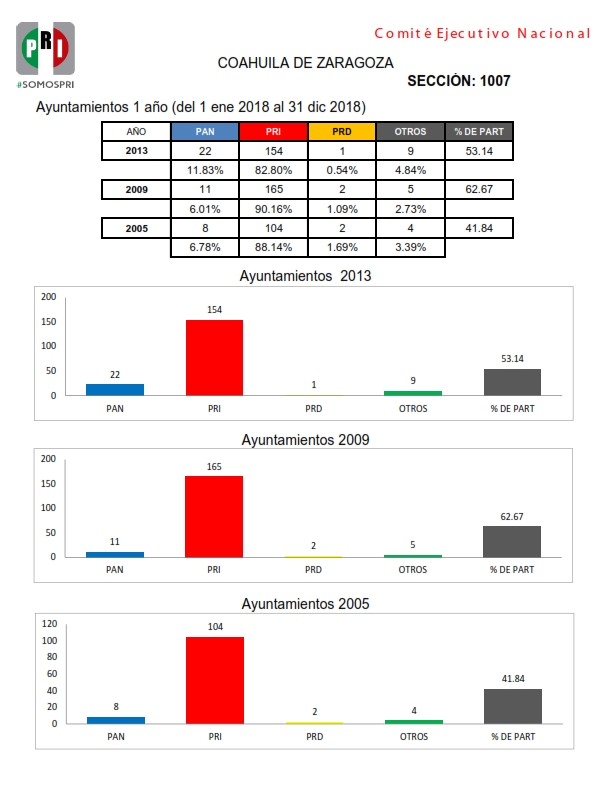 Comité Ejecutivo Nacional
PRI
#SOMOSPRI
COAHUILA DE ZARAGOZA
SECCIÓN: 1007
Ayuntamientos 1 año (del 1 ene 2018 al 31 dic 2018)
AÑO PAN PRI PRD OTROS % DE PART
2013 22 154 1 9 53.14
11.83% 82.80% 0.54% 4.84%
2009 11 165 2 5 62.67
6.01% 90.16% 1.09% 2.73%
2005 8 104 2 4 41.84
6.78% 88.14% 1.69% 3.39%
Ayuntamientos 2013
200
150
100
50
0
22 154 1 9 53.14
PAN PRI PRD OTROS % DE PART
Ayuntamientos 2009
200
150
100
50
0
11 165 2 5 62.67
PAN PRI PRD OTROS % DE PART
Ayuntamientos 2005
120
100
80
60
40
20
0
8 104 2 4 41.84
PAN PRI PRD OTROS % DE PART